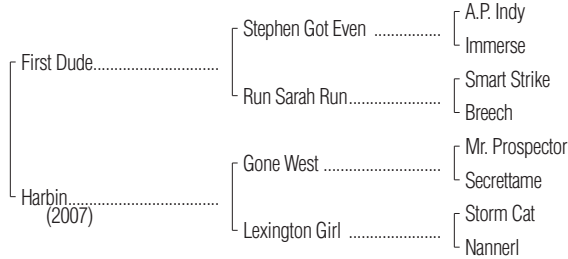 A.P. Indy
Stephen Got Even ................
Immerse
First Dude...............................
Smart Strike
Run Sarah Run.......................
Breech
Mr. Prospector
Gone West .............................
Secrettame
Harbin.....................................
(2007)
Storm Cat
Lexington Girl .......................
Nannerl